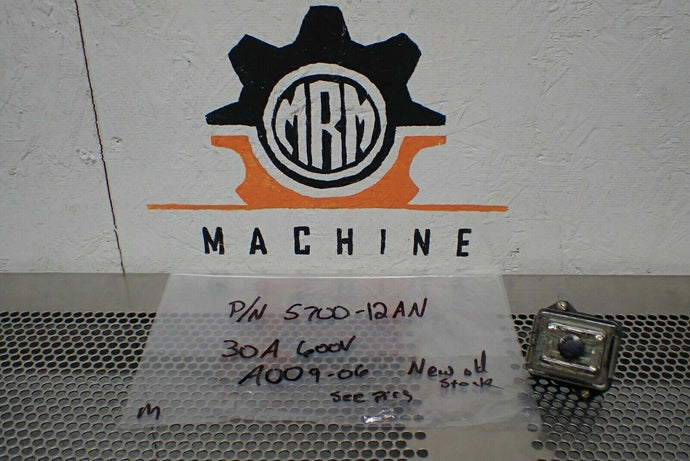 MRM
MACHINE
P/N 5700-12AN
30A 600V
A009-06 New old
stock
see pics
M